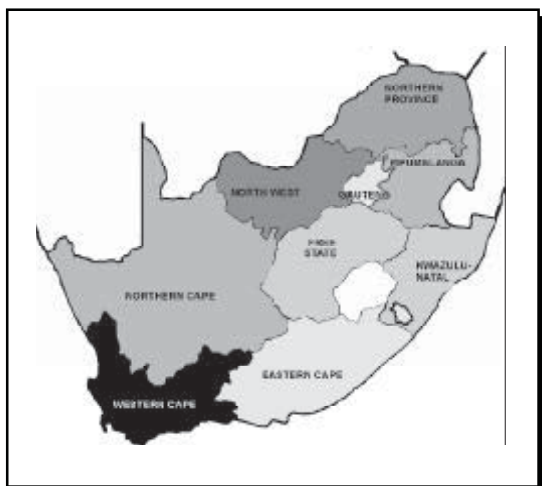 NORTHERN
PROVINCE
MPUMALANGA
NORTH WEST
GAUTENG
FREE
STATE
KWAZULU-
NATAL
NORTHERN CAPE
EASTERN CAPE
WESTERN CAPE